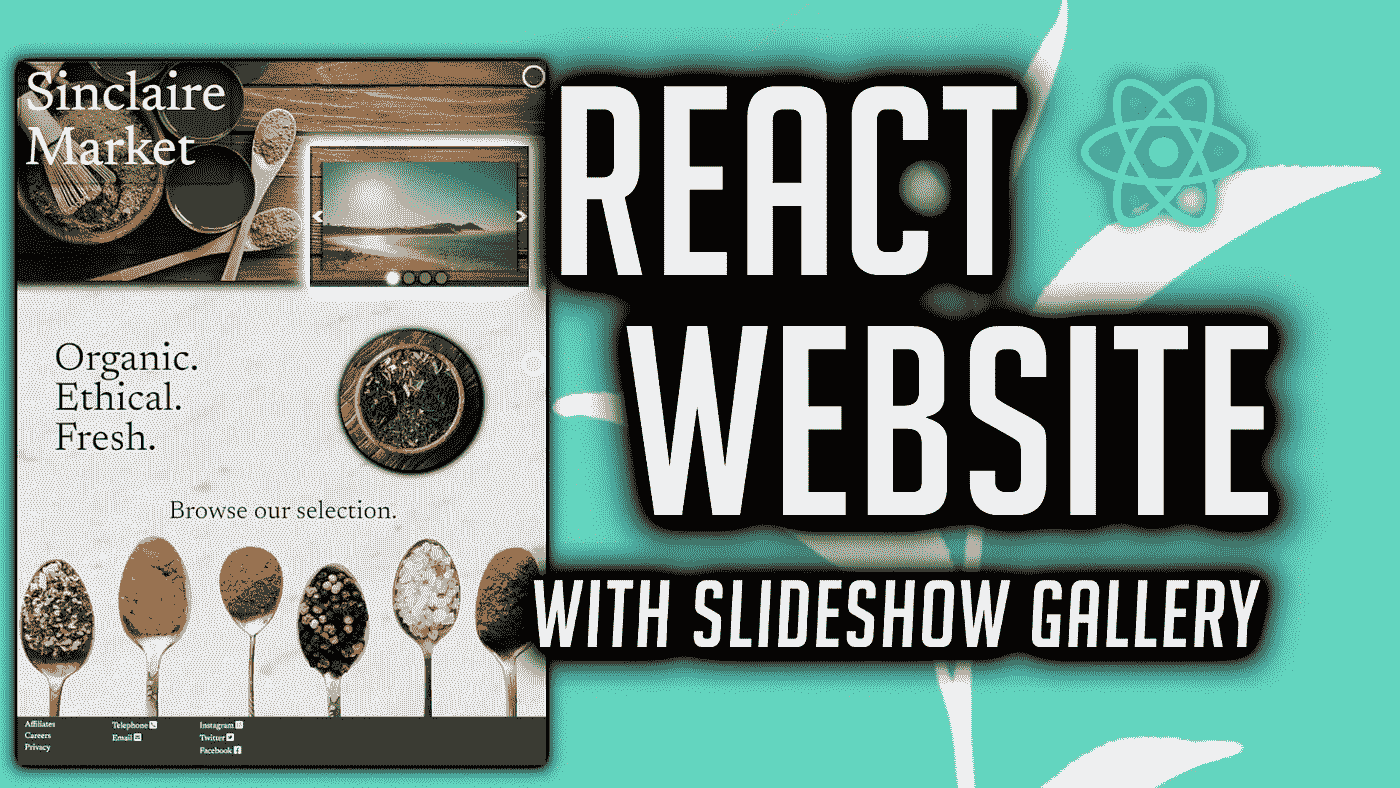 Sinclaire
Market
REACT
WEBSITE
WITH SLIDESHOW GALLERY
Organic.
Ethical.
Fresh.
Browse our selection.
Affiliates
Careers
Privacy
Telephone
Email
Instagram
Twitter
Facebook